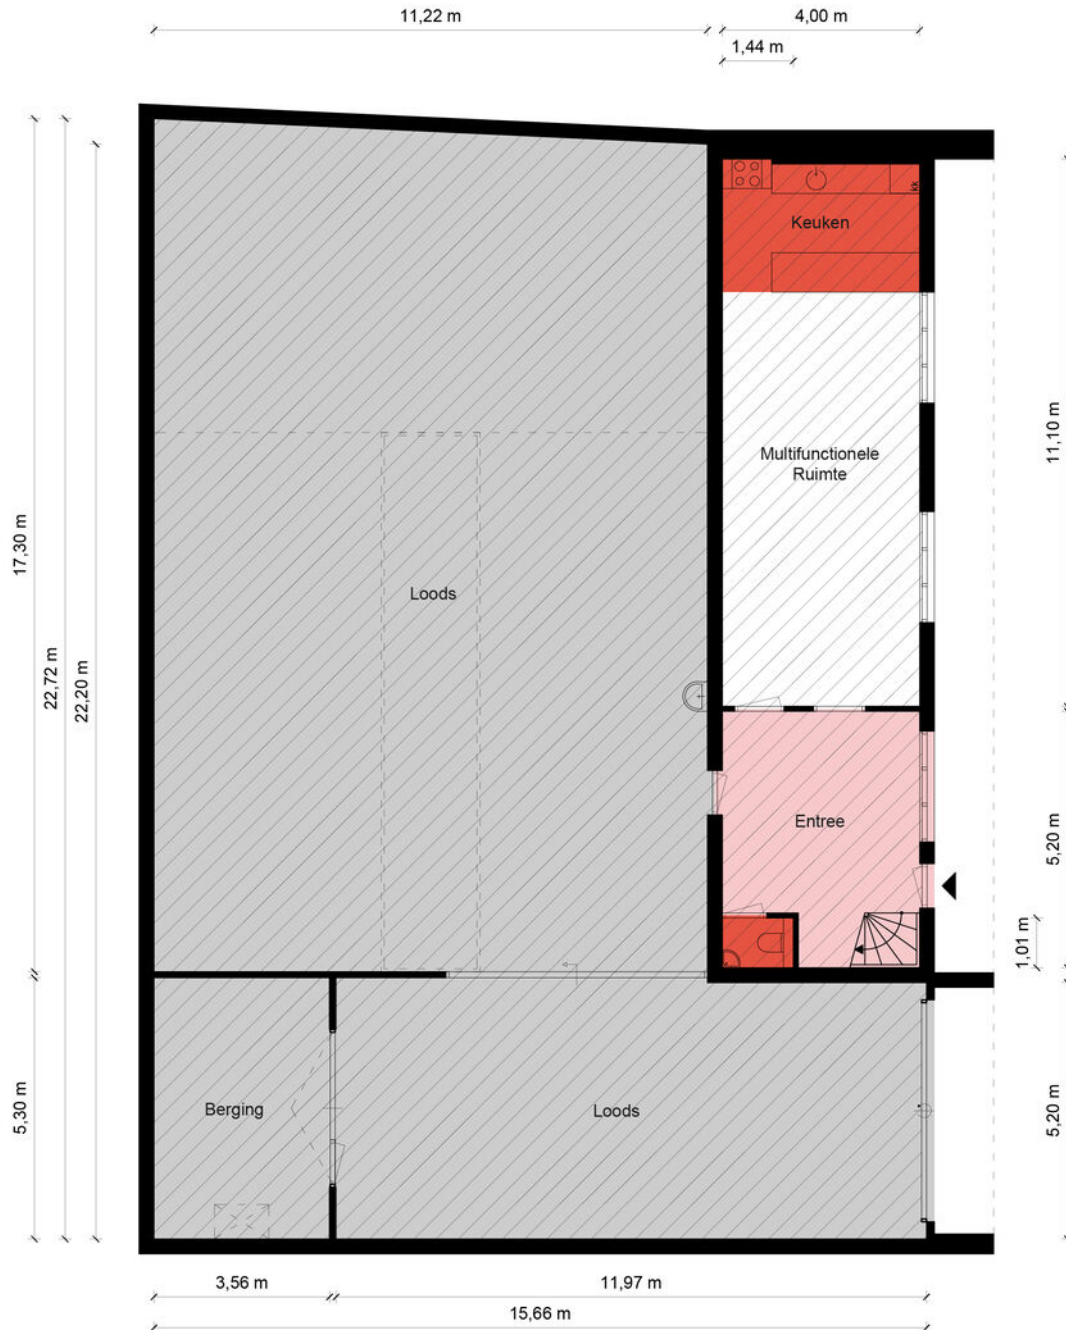 11,22 m
4,00 m
1,44 m
kk
Keuken
Multifunctionele
Ruimte
11,10 m
17,30 m
22,72 m
22,20 m
Loods
Entree
5,20 m
1,01 m
5,30 m
Berging
Loods
5,20 m
3,56 m
11,97 m
15,66 m